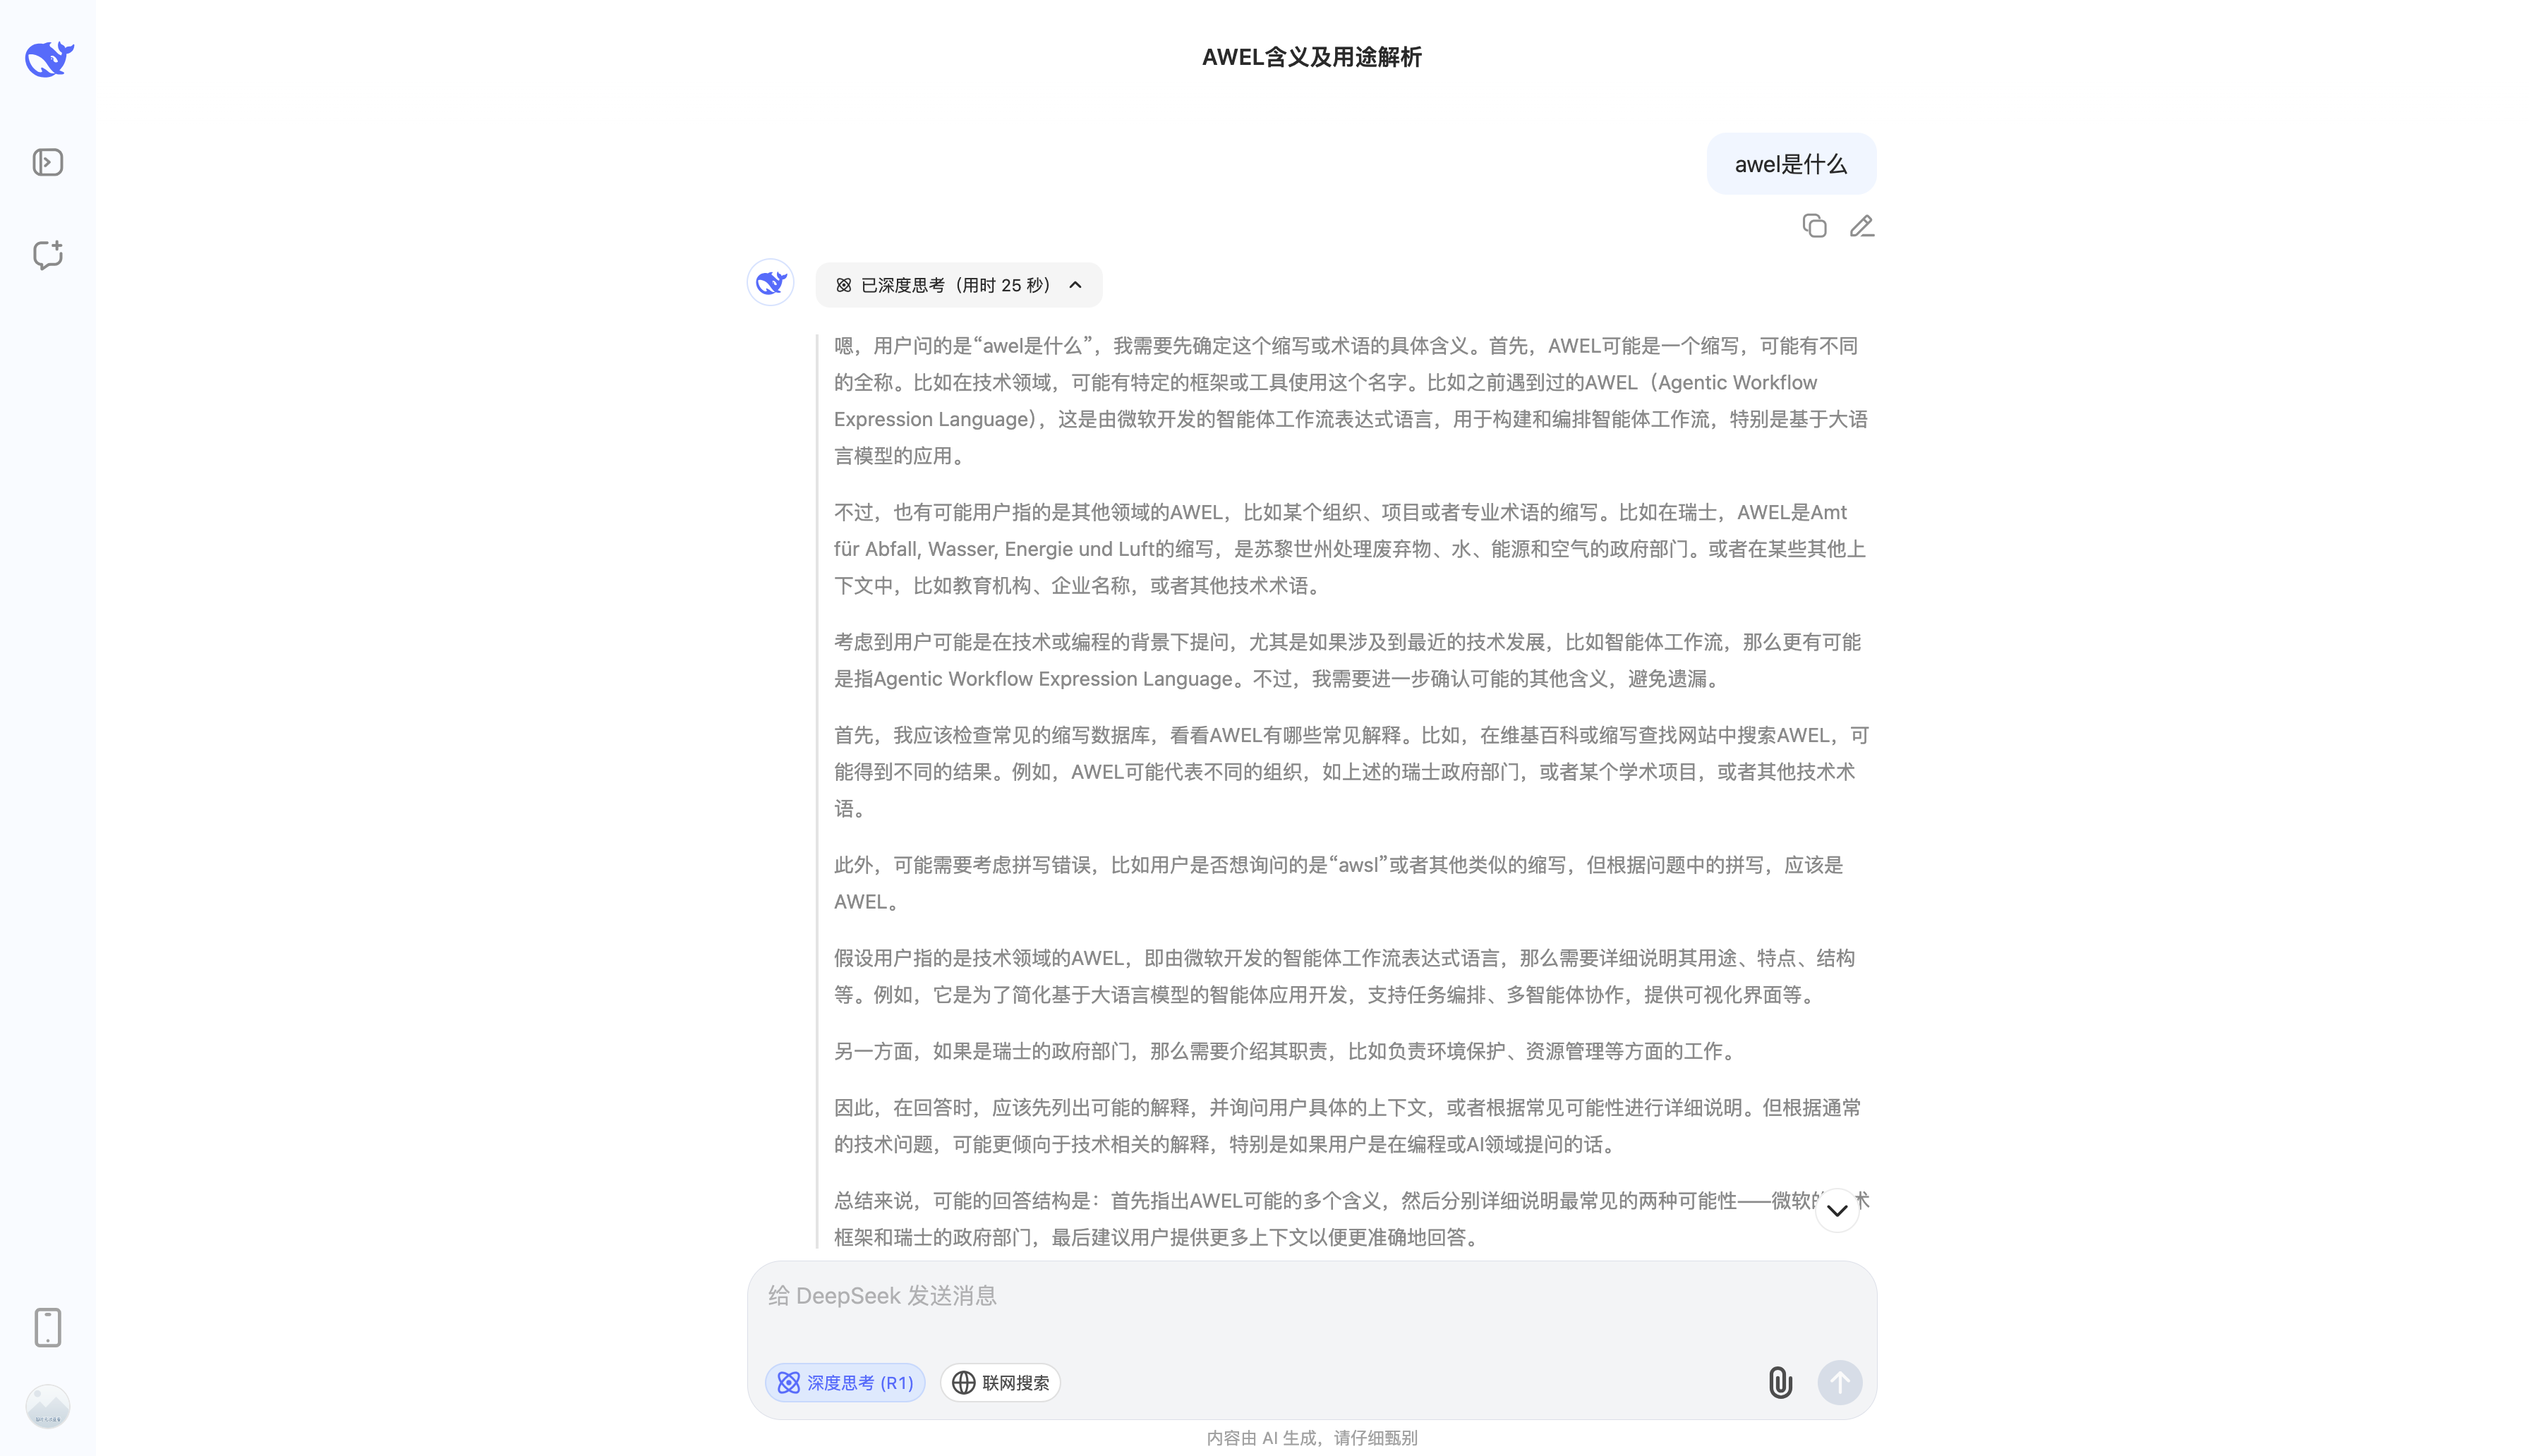 AWEL含义及用途解析
awel是什么
已深度思考（用时 25 秒）
嗯，用户问的是“awel是什么”，我需要先确定这个缩写或术语的具体含义。首先，AWEL可能是一个缩写，可能有不同
的全称。比如在技术领域，可能有特定的框架或工具使用这个名字。比如之前遇到过的AWEL（Agentic Workflow
Expression Language），这是由微软开发的智能体工作流表达式语言，用于构建和编排智能体工作流，特别是基于大语
言模型的应用。
不过，也有可能用户指的是其他领域的AWEL，比如某个组织、项目或者专业术语的缩写。比如在瑞士，AWEL是Amt
für Abfall, Wasser, Energie und Luft的缩写，是苏黎世州处理废弃物、水、能源和空气的政府部门。或者在某些其他上
下文中，比如教育机构、企业名称，或者其他技术术语。
考虑到用户可能是在技术或编程的背景下提问，尤其是如果涉及到最近的技术发展，比如智能体工作流，那么更有可能
是指Agentic Workflow Expression Language。不过，我需要进一步确认可能的其他含义，避免遗漏。
首先，我应该检查常见的缩写数据库，看看AWEL有哪些常见解释。比如，在维基百科或缩写查找网站中搜索AWEL，可
能得到不同的结果。例如，AWEL可能代表不同的组织，如上述的瑞士政府部门，或者某个学术项目，或者其他技术术
语。
此外，可能需要考虑拼写错误，比如用户是否想询问的是“awsl”或者其他类似的缩写，但根据问题中的拼写，应该是
AWEL。
假设用户指的是技术领域的AWEL，即由微软开发的智能体工作流表达式语言，那么需要详细说明其用途、特点、结构
等。例如，它是为了简化基于大语言模型的智能体应用开发，支持任务编排、多智能体协作，提供可视化界面等。
另一方面，如果是瑞士的政府部门，那么需要介绍其职责，比如负责环境保护、资源管理等方面的工作。
因此，在回答时，应该先列出可能的解释，并询问用户具体的上下文，或者根据常见可能性进行详细说明。但根据通常
的技术问题，可能更倾向于技术相关的解释，特别是如果用户是在编程或AI领域提问的话。
总结来说，可能的回答结构是：首先指出AWEL可能的多个含义，然后分别详细说明最常见的两种可能性——微软的 术
框架和瑞士的政府部门，最后建议用户提供更多上下文以便更准确地回答。
给 DeepSeek 发送消息
深度思考 (R1) 联网搜索
内容由 AI 生成，请仔细甄别